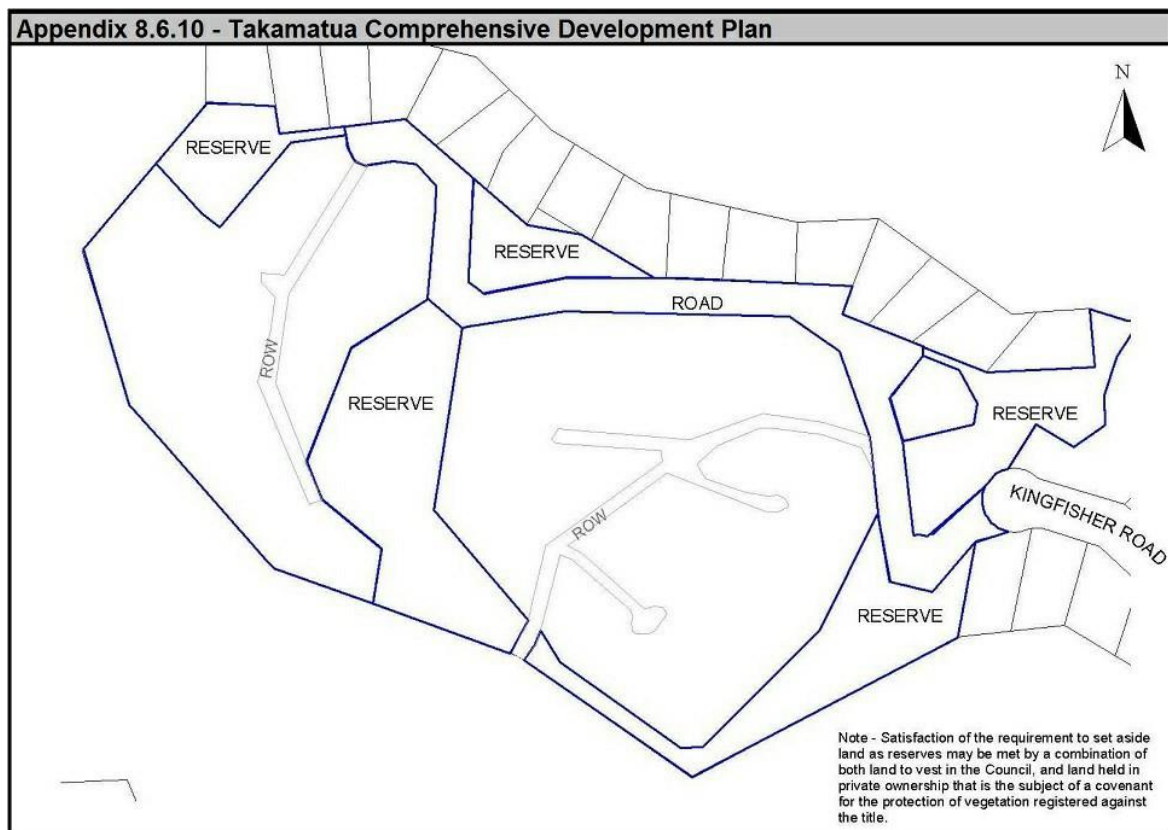 Appendix 8.6.10 - Takamatua Comprehensive Development Plan
N
RESERVE
RESERVE
ROAD
ROW
RESERVE
RESERVE
KINGFISHER ROAD
ROW
RESERVE
Note - Satisfaction of the requirement to set aside
land as reserves may be met by a combination of
both land to vest in the Council, and land held in
private ownership that is the subject of a covenant
for the protection of vegetation registered against
the title.